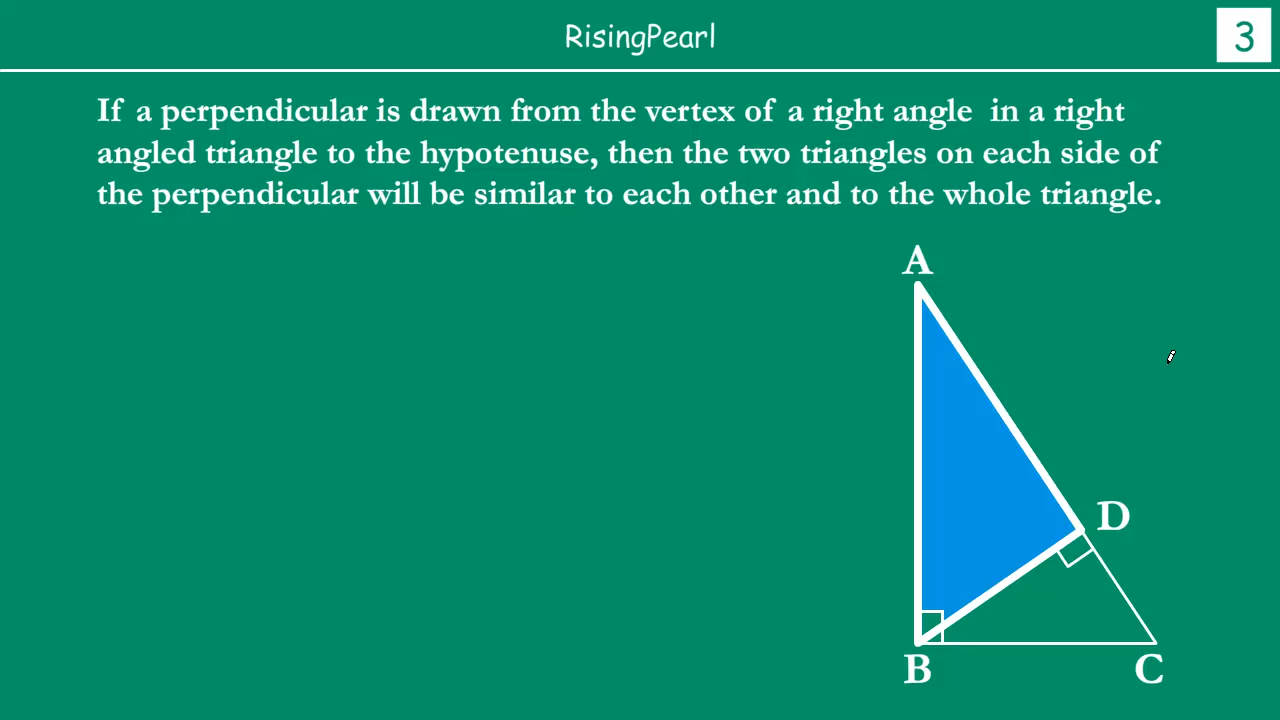 RisingPearl
3
If a perpendicular is drawn from the vertex of a right angle in a right
angled triangle to the hypotenuse, then the two triangles on each side of
the perpendicular will be similar to each other and to the whole triangle.
A
D
B
C